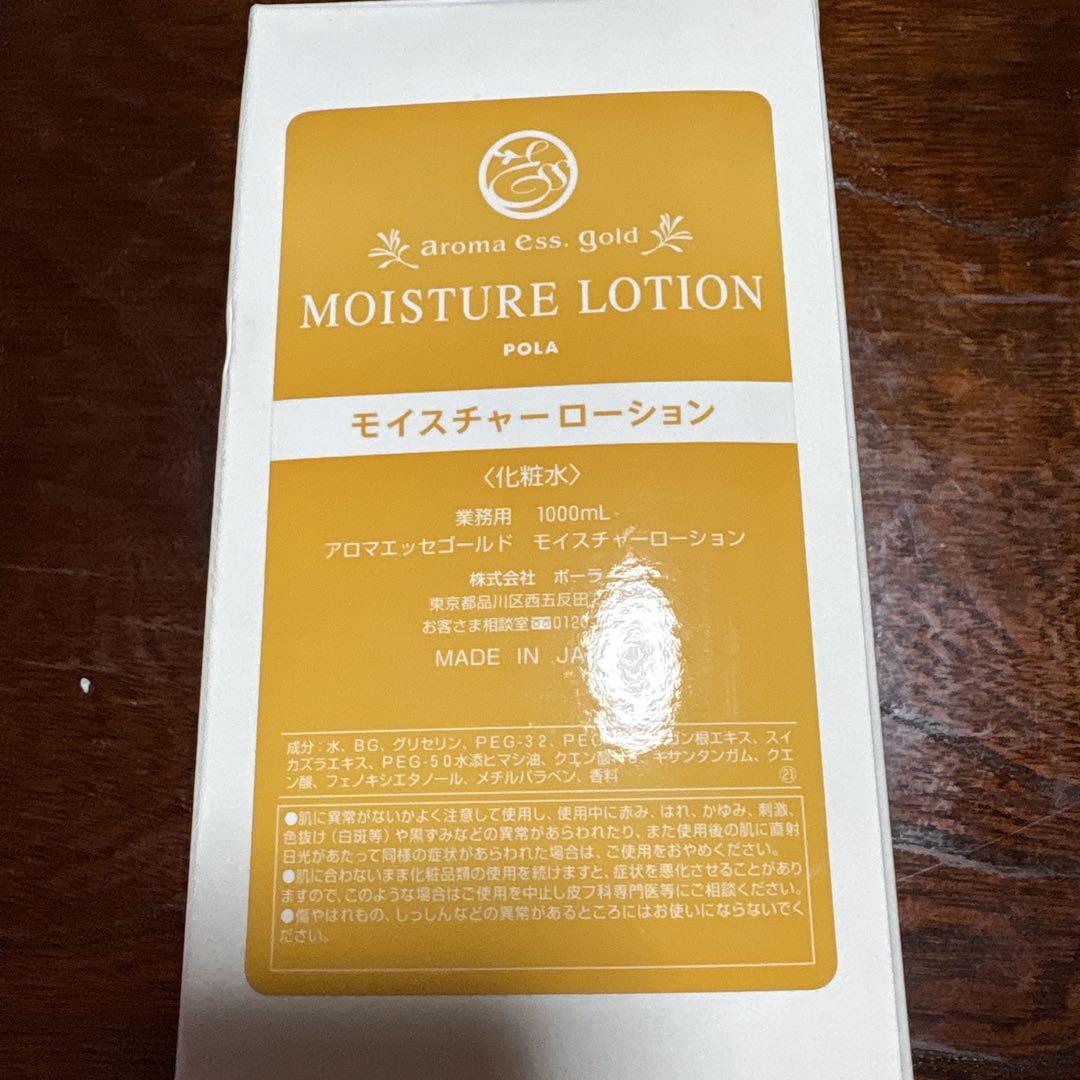 Ess
aroma ess. gold
MOISTURE LOTION
POLA
モイスチャーローション
〈化粧水〉
業務用 1000mL
アロマエッセゴールド モイスチャーローション
株式会社 ポーラ
東京都品川区西五反田
お客さま相談室 0120
MADE IN
成分:水、BG、グリセリン、PEG-32、 根エキス、スイ
カズラエキス、PEG-50水添ヒマシ油、クエン酸 キサンタンガム、クエ
ン酸、フェノキシエタノール、メチルパラベン、香料 ㉑
●肌に異常がないかよく注意して使用し、使用中に赤み、はれ、かゆみ、刺激、
色抜け(白斑等)や黒ずみなどの異常があらわれたり、また使用後の肌に直射
日光があたって同様の症状があらわれた場合は、ご使用をおやめください。
●肌に合わないまま化粧品類の使用を続けますと、症状を悪化させることがあり
ますので、このような場合はご使用を中止し皮フ科専門医等にご相談ください。
●傷やはれもの、しっしんなどの異常があるところにはお使いにならないでく
ださい。